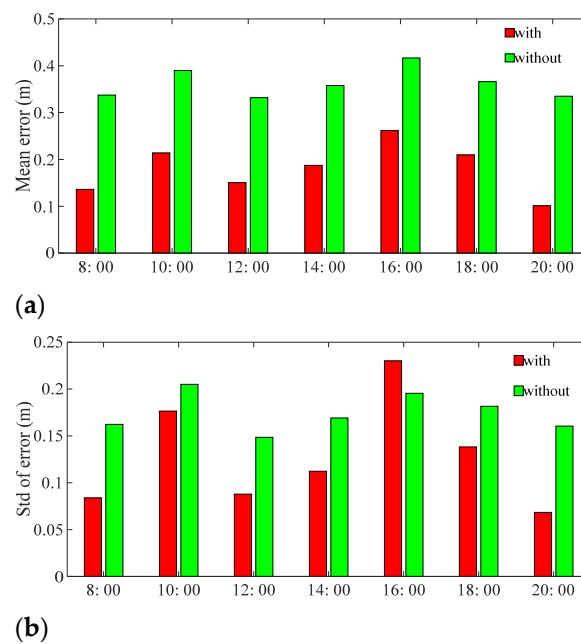 0.5
with
without
0.4
0.3
0.2
0.1
0
Mean error (m)
8: 00 10: 00 12: 00 14: 00 16: 00 18: 00 20: 00
(a)
0.25
with
without
0.2
0.15
0.1
0.05
0
Std of error (m)
8: 00 10: 00 12: 00 14: 00 16: 00 18: 00 20: 00
(b)